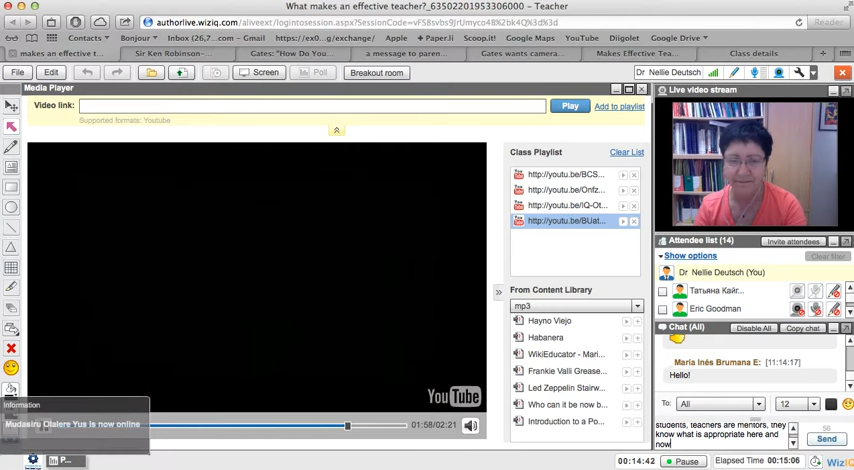 What makes an effective teacher?_63502201953306000 – Teacher
authorlive.wiziq.com/aliveext/logintosession.aspx?SessionCode=vFS8svbs9JrUmyco4B%2bk4Q%3d%3d
Reader
Contacts Bonjour Inbox (26,7... https://ex0...g/exchange/ Apple +Paper.li Scoop.it! Google Maps YouTube Diigolet Google Drive
makes an effective t... Sir Ken Robinson-... Gates: "How Do You... a message to paren... Gates wants camera... Makes Effective Tea... Class details
File Edit Screen Poll Breakout room Dr Nellie Deutsch
Media Player
Video link: Play Add to playlist
Supported formats: Youtube
Class Playlist Clear List
http://youtu.be/BCS...
http://youtu.be/Onfz...
http://youtu.be/IQ-Ot...
http://youtu.be/BUat...
From Content Library
mp3
Hayno Viejo
Habanera
WikiEducator - Mari...
Frankie Valli Grease...
Led Zeppelin Stairw...
Who can it be now b...
Introduction to a Po...
YouTube
01:58/02:21
Information
Mudasiru Olalere Yus is now online
P...
Live video stream
Attendee list (14) Invite attendees
Show options Clear filter
Dr Nellie Deutsch (You)
Татьяна Кайг...
Eric Goodman
Chat (All) Disable All Copy chat
María Inés Brumana E: [11:14:17]
Hello!
To: All 12
students, teachers are mentors, they
know what is appropriate here and
now
58
Send
00:14:42 Pause Elapsed Time 00:15:06 WizIQ